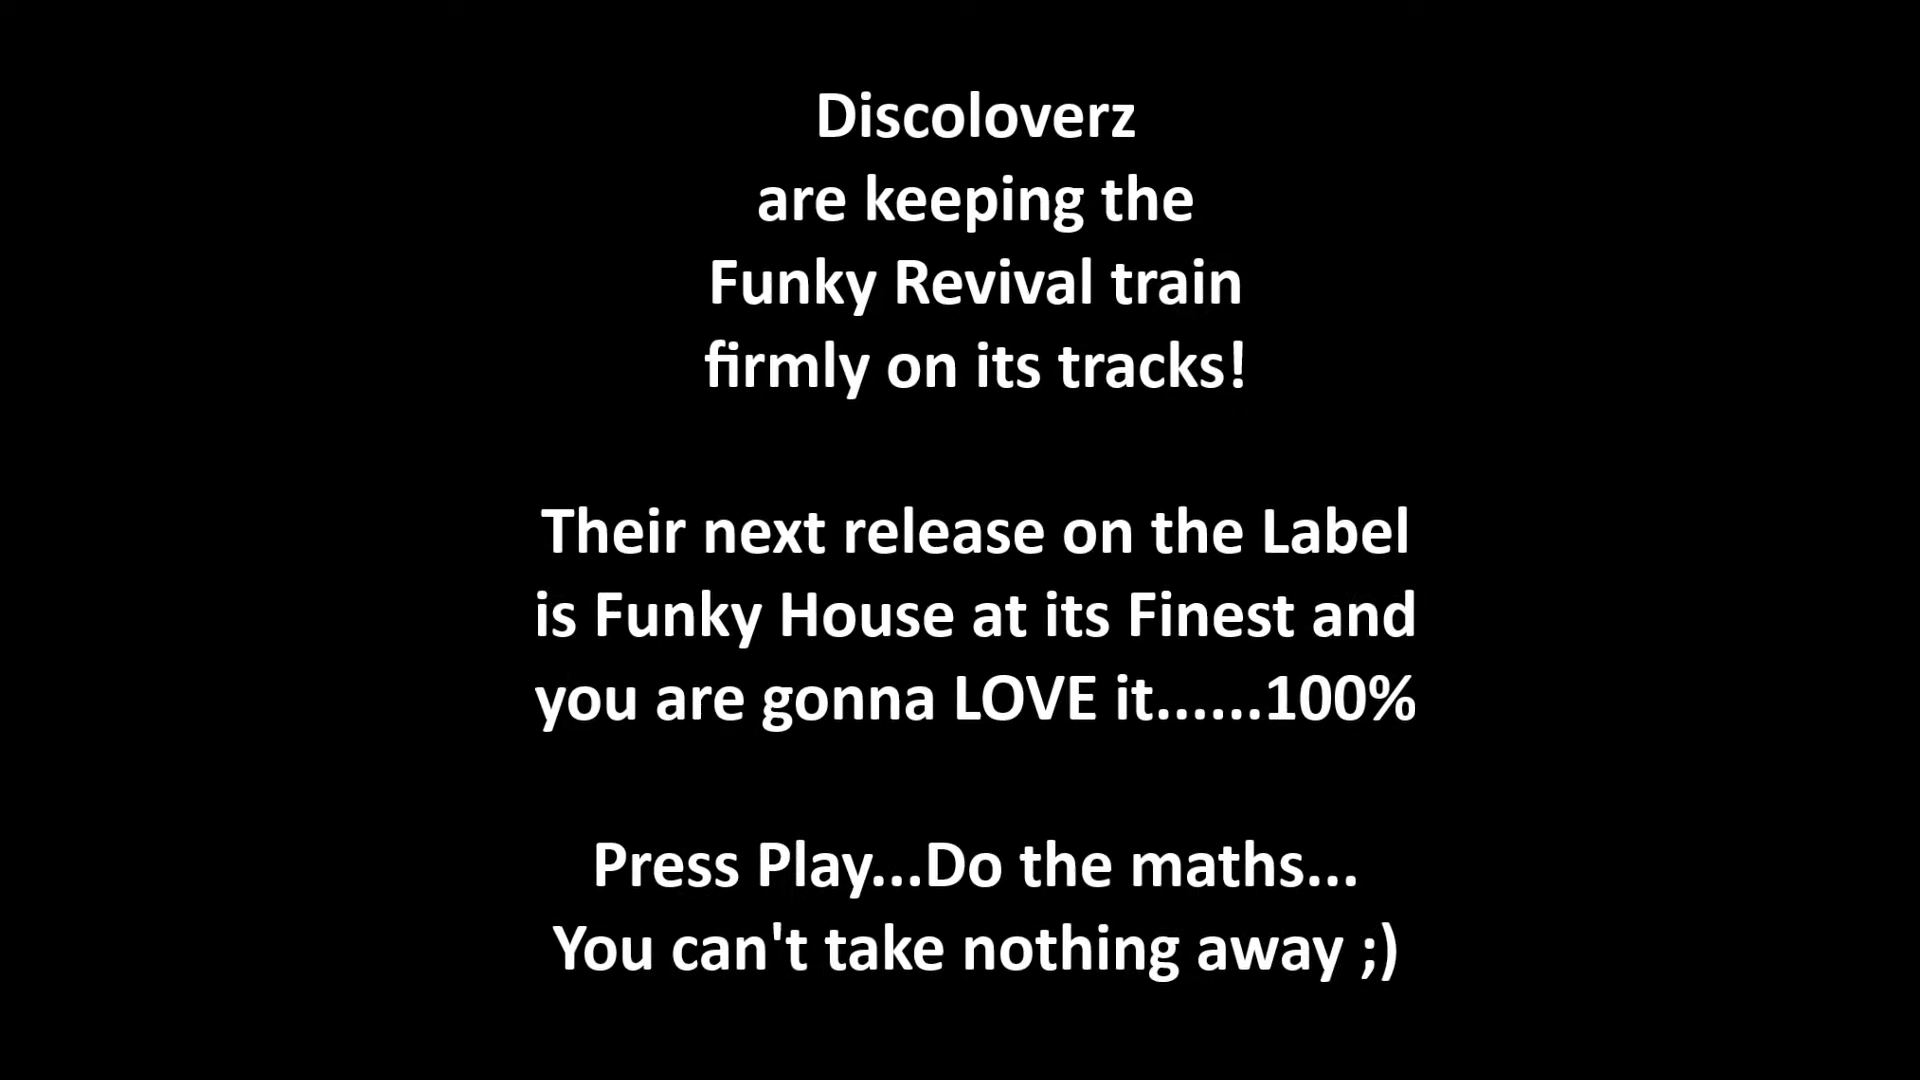 Discoloverz
are keeping the
Funky Revival train
firmly on its tracks!
Their next release on the Label
is Funky House at its Finest and
you are gonna LOVE it......100%
Press Play...Do the maths...
You can't take nothing away ;)